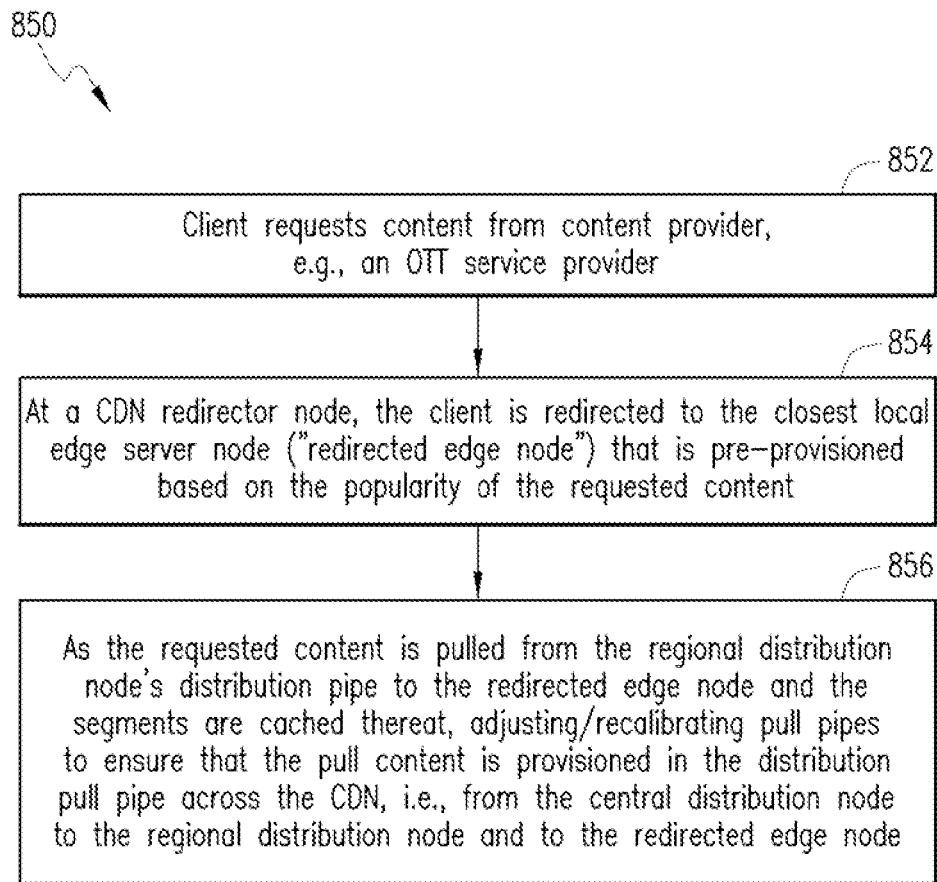 850
852
Client requests content from content provider,
e.g., an OTT service provider
854
At a CDN redirector node, the client is redirected to the closest local
edge server node ("redirected edge node") that is pre-provisioned
based on the popularity of the requested content
856
As the requested content is pulled from the regional distribution
node's distribution pipe to the redirected edge node and the
segments are cached thereat, adjusting/recalibrating pull pipes
to ensure that the pull content is provisioned in the distribution
pull pipe across the CDN, i.e., from the central distribution node
to the regional distribution node and to the redirected edge node